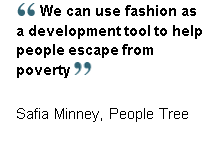 “ We can use fashion as
a development tool to help
people escape from
poverty ”
Safia Minney, People Tree